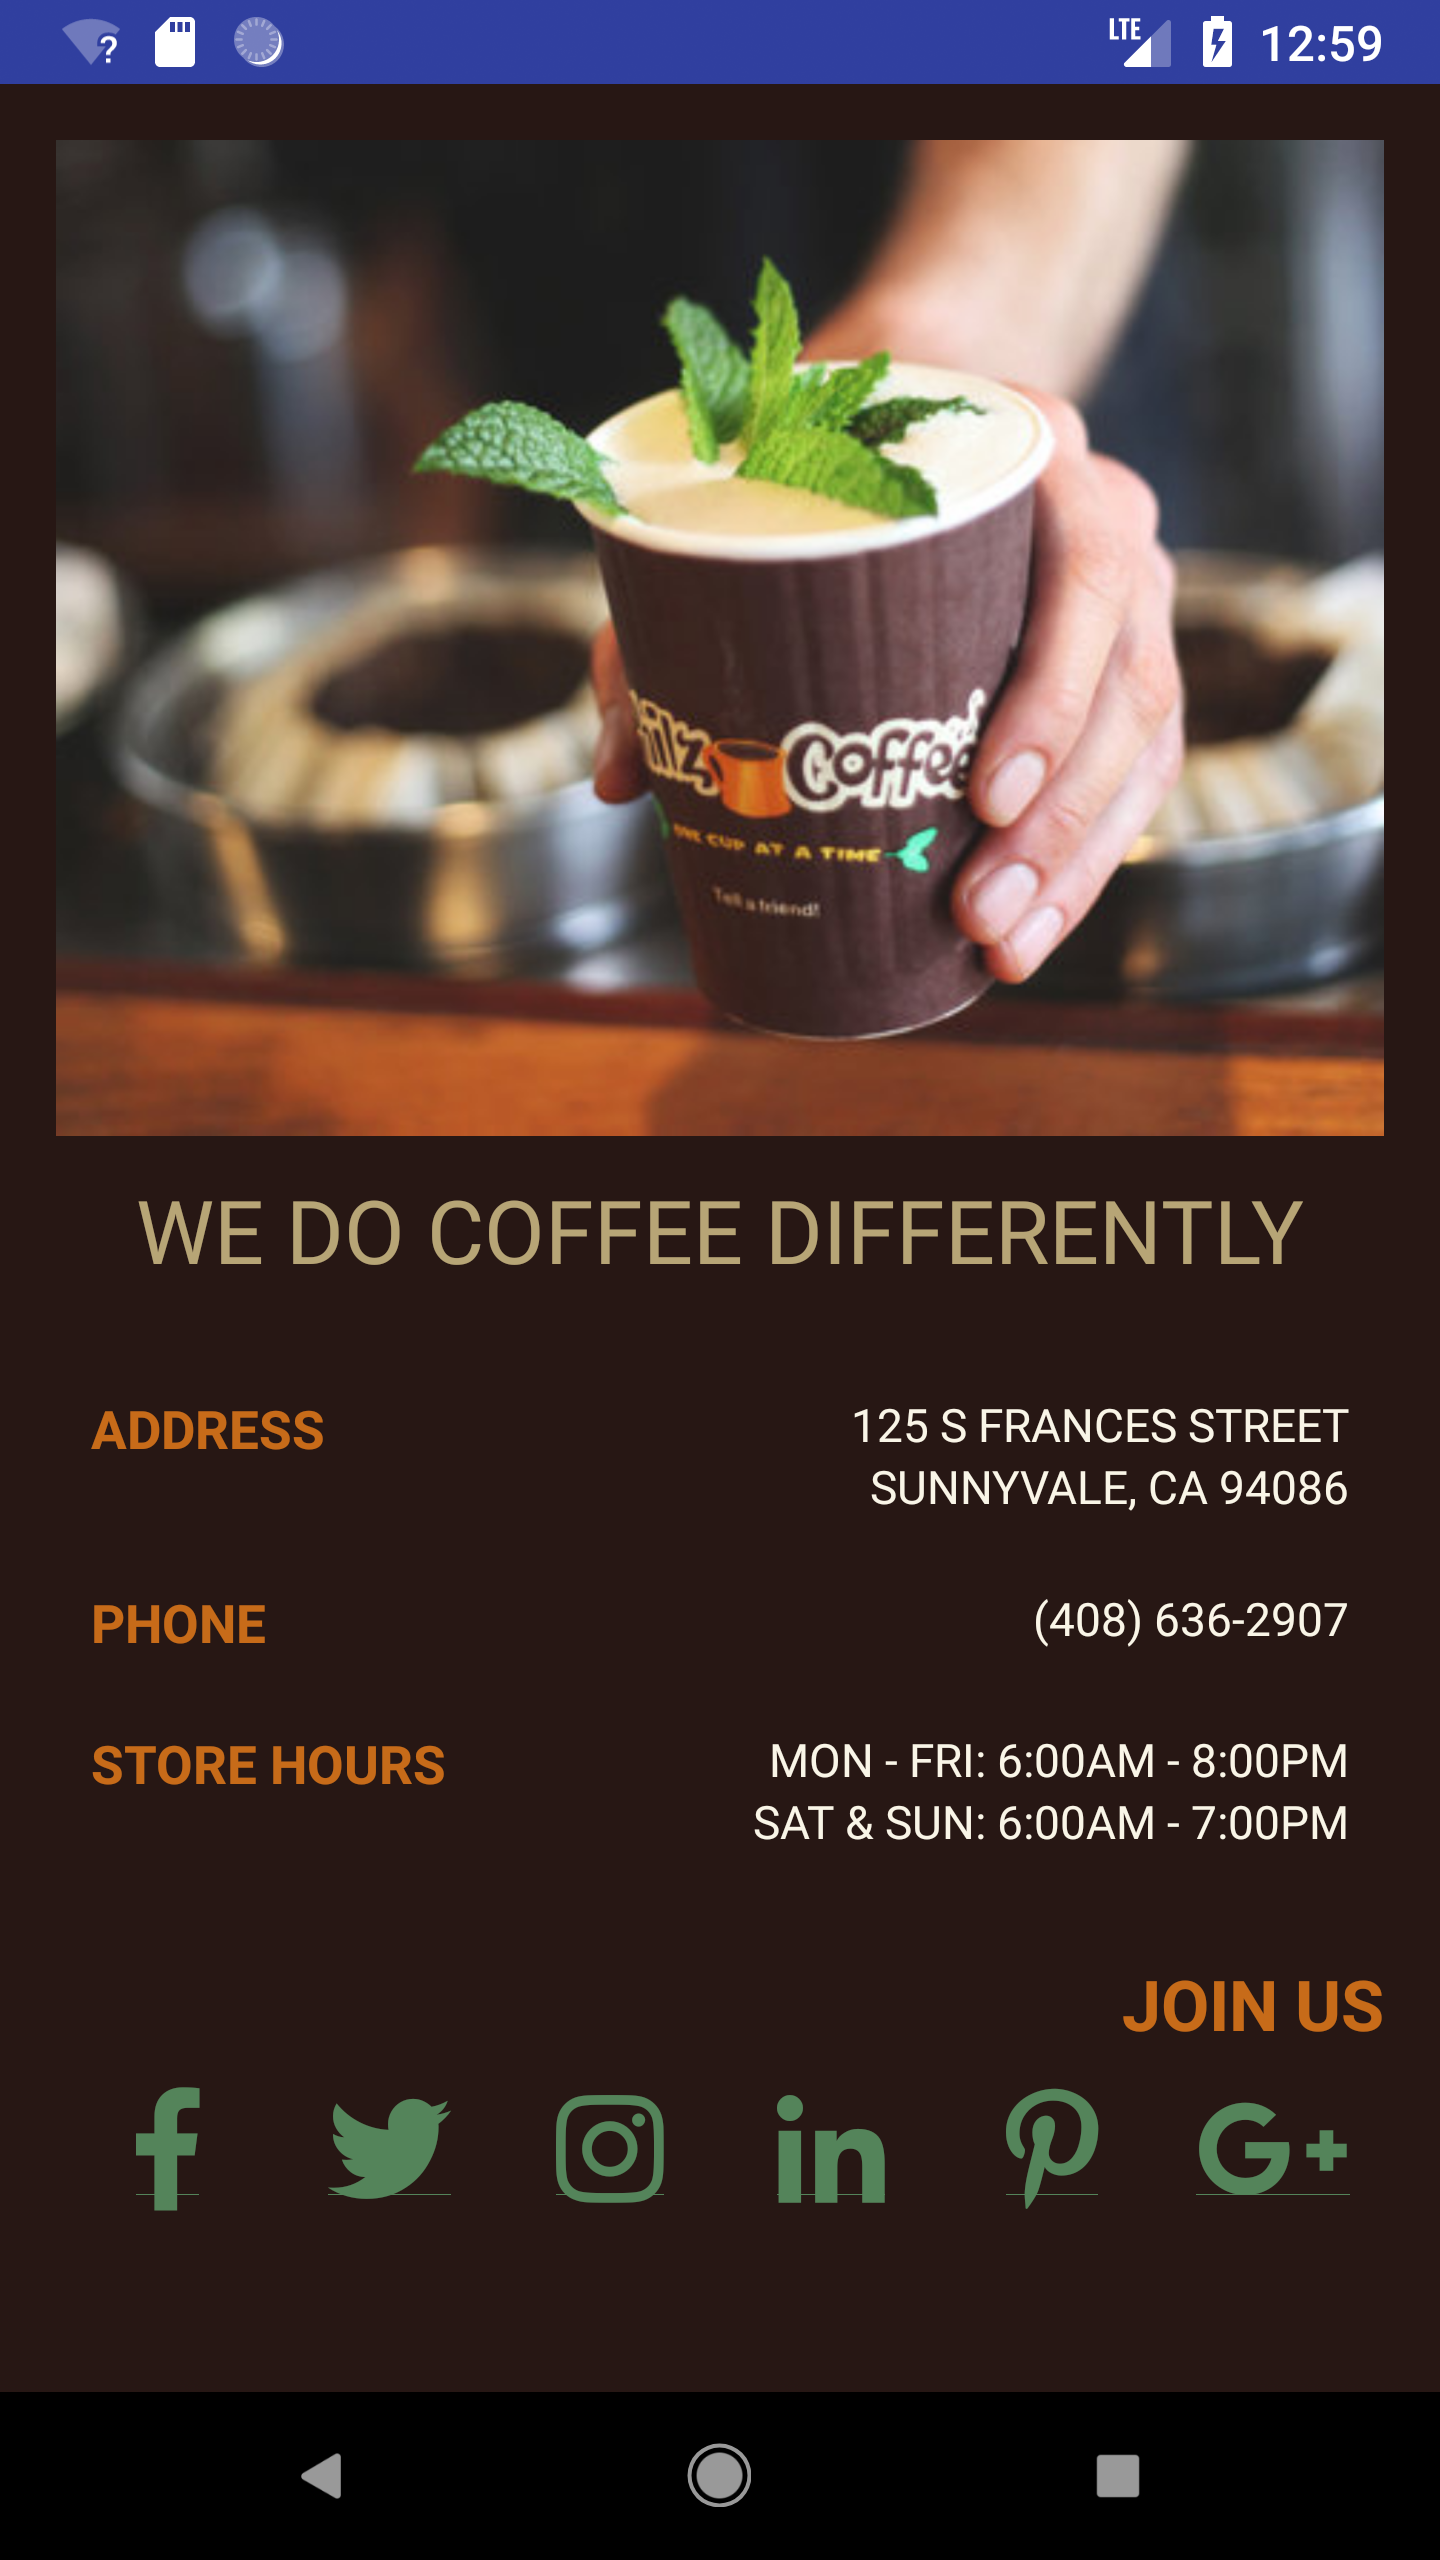 LTE 12:59
ilz Coffee
ONE CUP AT A TIME
Tell a friend!
WE DO COFFEE DIFFERENTLY
ADDRESS
125 S FRANCES STREET
SUNNYVALE, CA 94086
PHONE
(408) 636-2907
STORE HOURS
MON - FRI: 6:00AM - 8:00PM
SAT & SUN: 6:00AM - 7:00PM
JOIN US